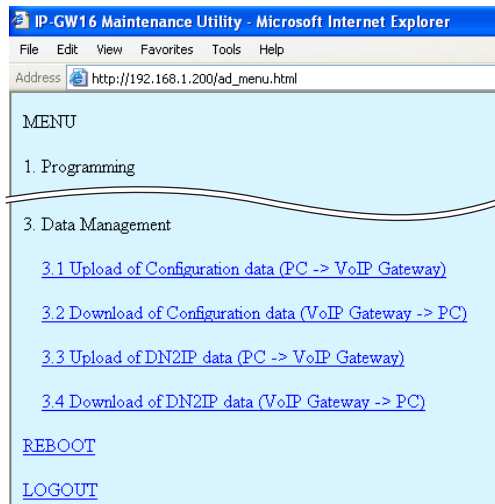 IP-GW16 Maintenance Utility - Microsoft Internet Explorer
File Edit View Favorites Tools Help
Address http://192.168.1.200/ad_menu.html
MENU
1. Programming
3. Data Management
3.1 Upload of Configuration data (PC -> VoIP Gateway)
3.2 Download of Configuration data (VoIP Gateway -> PC)
3.3 Upload of DN2IP data (PC -> VoIP Gateway)
3.4 Download of DN2IP data (VoIP Gateway -> PC)
REBOOT
LOGOUT